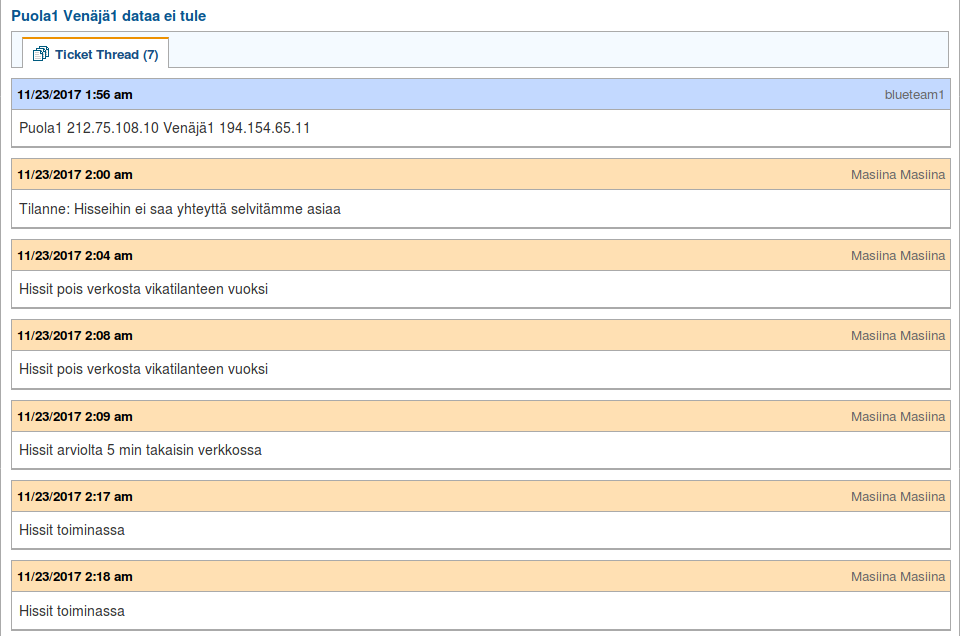 Puola1 Venäjä1 dataa ei tule
Ticket Thread (7)
11/23/2017 1:56 am blueteam1
Puola1 212.75.108.10 Venäjä1 194.154.65.11
11/23/2017 2:00 am Masiina Masiina
Tilanne: Hisseihin ei saa yhteyttä selvitämme asiaa
11/23/2017 2:04 am Masiina Masiina
Hissit pois verkosta vikatilanteen vuoksi
11/23/2017 2:08 am Masiina Masiina
Hissit pois verkosta vikatilanteen vuoksi
11/23/2017 2:09 am Masiina Masiina
Hissit arviolta 5 min takaisin verkkossa
11/23/2017 2:17 am Masiina Masiina
Hissit toiminassa
11/23/2017 2:18 am Masiina Masiina
Hissit toiminassa